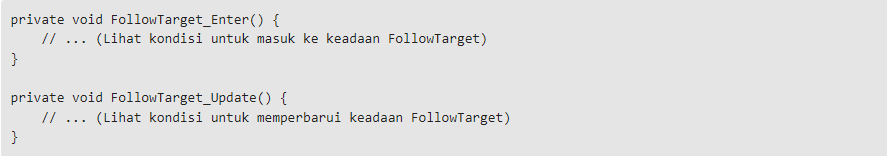 private void FollowTarget_Enter() {
    // ... (Lihat kondisi untuk masuk ke keadaan FollowTarget)
}

private void FollowTarget_Update() {
    // ... (Lihat kondisi untuk memperbarui keadaan FollowTarget)
}